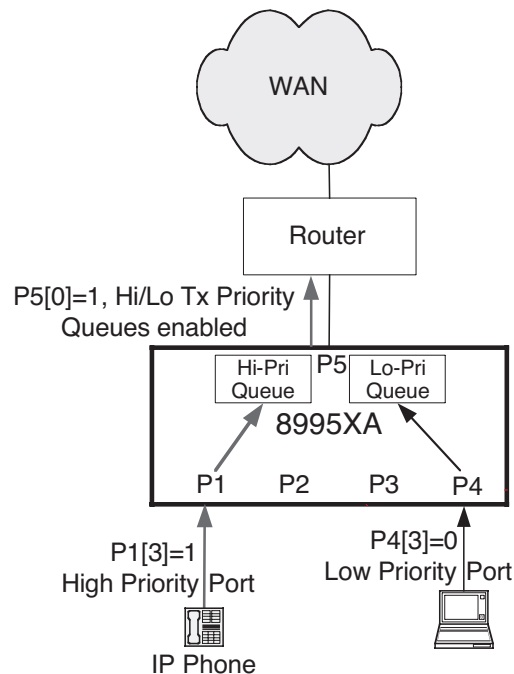 WAN
Router
P5[0]=1, Hi/Lo Tx Priority
Queues enabled
P5
Hi-Pri
Queue
Lo-Pri
Queue
8995XA
P1 P2 P3 P4
P1[3]=1
High Priority Port
P4[3]=0
Low Priority Port
IP Phone